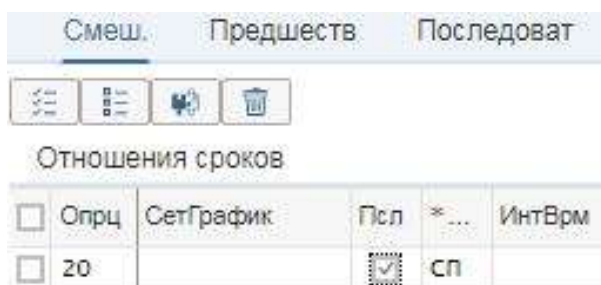 Смеш. Предшеств Последоват
Отношения сроков
Опрц СетГрафик Псл *... ИнтВрм
20 СП